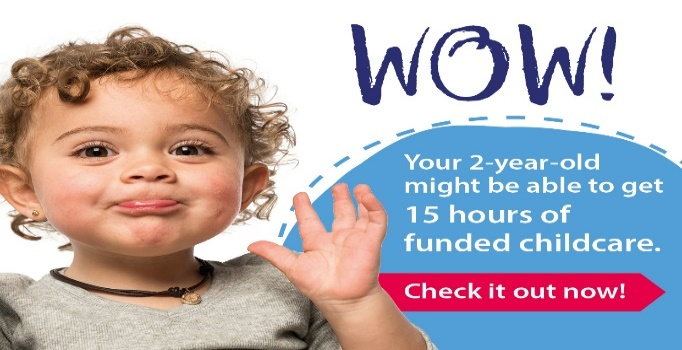 WOW!
Your 2-year-old
might be able to get
15 hours of
funded childcare.
Check it out now!